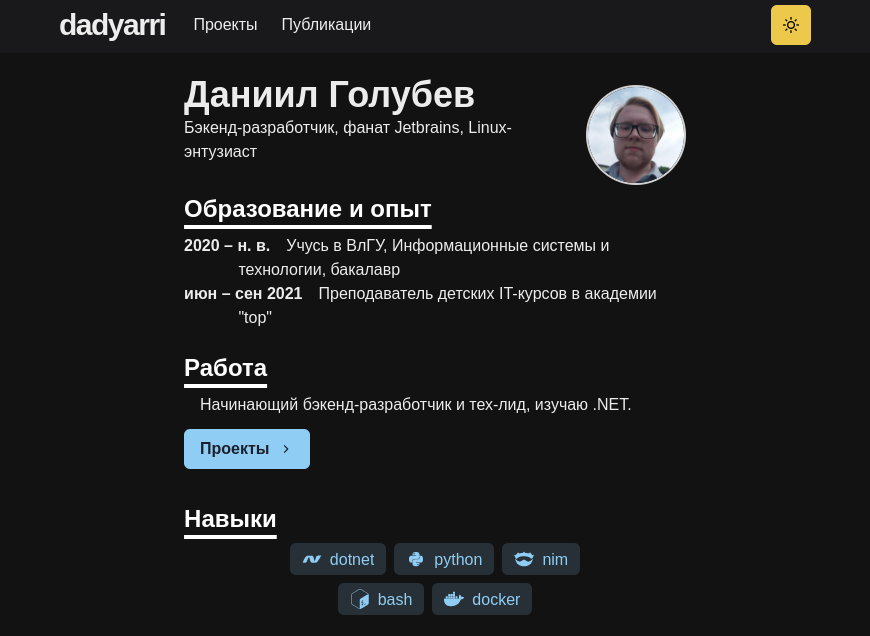 dadyarri Проекты Публикации
Даниил Голубев
Бэкенд-разработчик, фанат Jetbrains, Linux-
энтузиаст
Образование и опыт
2020 – н. в. Учусь в ВлГУ, Информационные системы и
технологии, бакалавр
июн – сен 2021 Преподаватель детских IT-курсов в академии
"top"
Работа
Начинающий бэкенд-разработчик и тех-лид, изучаю .NET.
Проекты
Навыки
dotnet python nim
bash docker